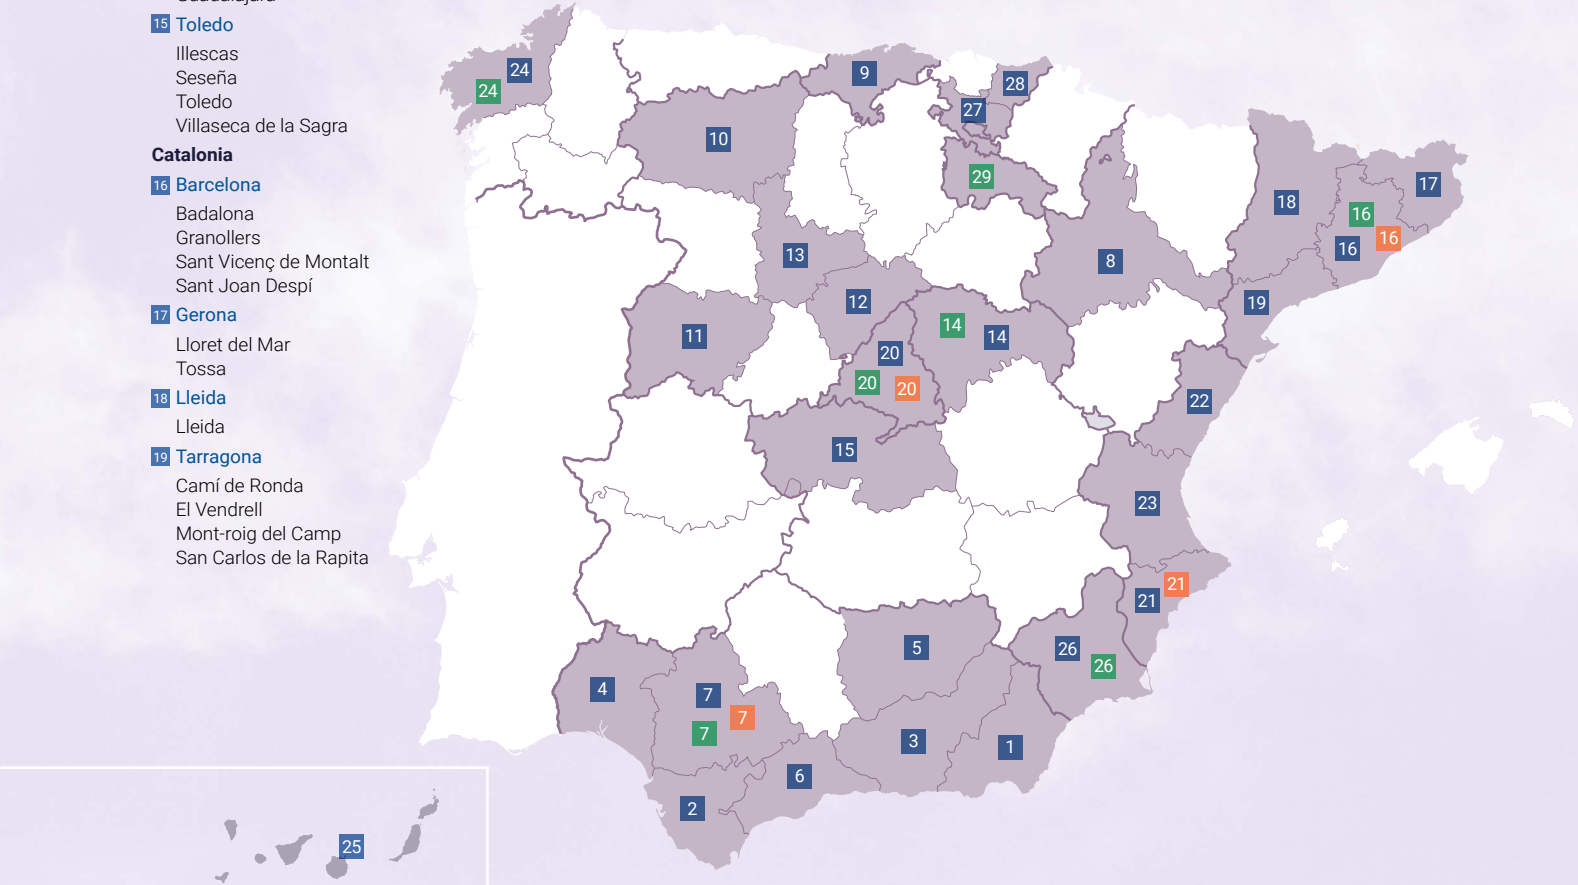 15 Toledo
Illescas
Seseña
Toledo
Villaseca de la Sagra
Catalonia
16 Barcelona
Badalona
Granollers
Sant Vicenç de Montalt
Sant Joan Despí
17 Gerona
Lloret del Mar
Tossa
18 Lleida
Lleida
19 Tarragona
Camí de Ronda
El Vendrell
Mont-roig del Camp
San Carlos de la Rapita
24
24
9
28
27
10
29
17
18
16
16
16
13
8
12
19
11
14
14
20
20
20
22
15
23
21
21
5
26
26
4
7
7
7
3
1
6
2
25